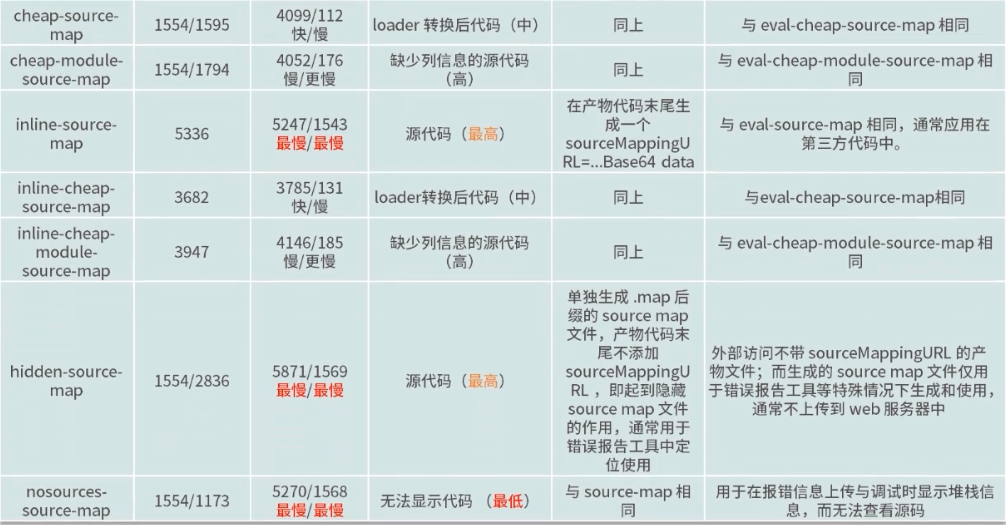 cheap-source-
map
1554/1595
4099/112
快/慢
loader 转换后代码（中）
同上
与 eval-cheap-source-map 相同
cheap-module-
source-map
1554/1794
4052/176
慢/更慢
缺少列信息的源代码
（高）
同上
与 eval-cheap-module-source-map 相
同
inline-source-
map
5336
5247/1543
最慢/最慢
源代码（最高）
在产物代码末尾生
成一个
sourceMappingU
RL=...Base64 data
与 eval-source-map 相同，通常应用在
第三方代码中。
inline-cheap-
source-map
3682
3785/131
快/慢
loader转换后代码（中）
同上
与eval-cheap-source-map相同
inline-cheap-
module-
source-map
3947
4146/185
慢/更慢
缺少列信息的源代码
（高）
同上
与 eval-cheap-module-source-map 相
同
hidden-source-
map
1554/2836
5871/1569
最慢/最慢
源代码（最高）
单独生成 .map 后
缀的 source map
文件，产物代码末
尾不添加
sourceMappingU
RL ，即起到隐藏
source map 文件
的作用，通常用于
错误报告工具中定
位使用
外部访问不带 sourceMappingURL 的产
物文件；而生成的 source map 文件仅用
于错误报告工具等特殊情况下生成和使用，
通常不上传到 web 服务器中
nosources-
source-map
1554/1173
5270/1568
最慢/最慢
无法显示代码 （最低）
与 source-map 相
同
用于在报错信息上传与调试时显示堆栈信
息，而无法查看源码